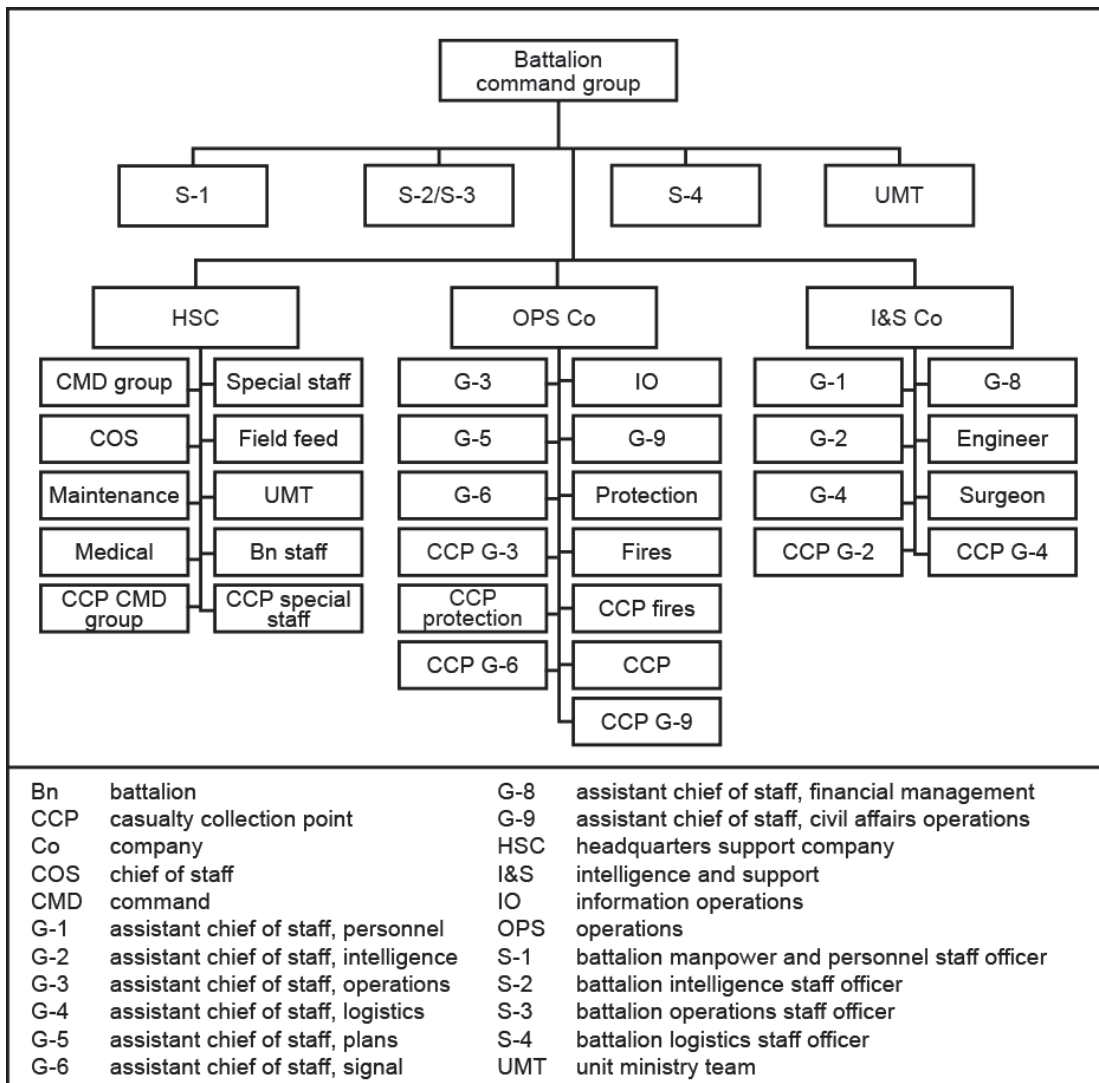 Battalion
command group
S-1
S-2/S-3
S-4
UMT
HSC
OPS Co
I&S Co
CMD group
Special staff
COS
Field feed
Maintenance
UMT
Medical
Bn staff
CCP CMD
group
CCP special
staff
G-3
IO
G-5
G-9
G-6
Protection
CCP G-3
Fires
CCP
protection
CCP fires
CCP G-6
CCP
CCP G-9
G-1
G-8
G-2
Engineer
G-4
Surgeon
CCP G-2
CCP G-4
Bn battalion
CCP casualty collection point
Co company
COS chief of staff
CMD command
G-1 assistant chief of staff, personnel
G-2 assistant chief of staff, intelligence
G-3 assistant chief of staff, operations
G-4 assistant chief of staff, logistics
G-5 assistant chief of staff, plans
G-6 assistant chief of staff, signal
G-8 assistant chief of staff, financial management
G-9 assistant chief of staff, civil affairs operations
HSC headquarters support company
I&S intelligence and support
IO information operations
OPS operations
S-1 battalion manpower and personnel staff officer
S-2 battalion intelligence staff officer
S-3 battalion operations staff officer
S-4 battalion logistics staff officer
UMT unit ministry team